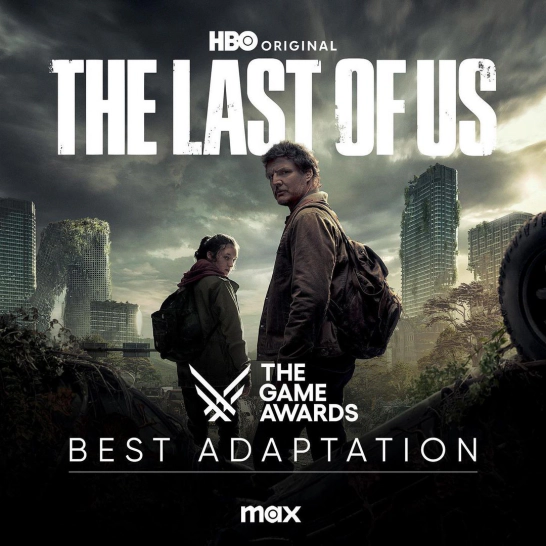 HBO ORIGINAL
THE LAST OF US
THE
GAME
AWARDS
BEST ADAPTATION
max